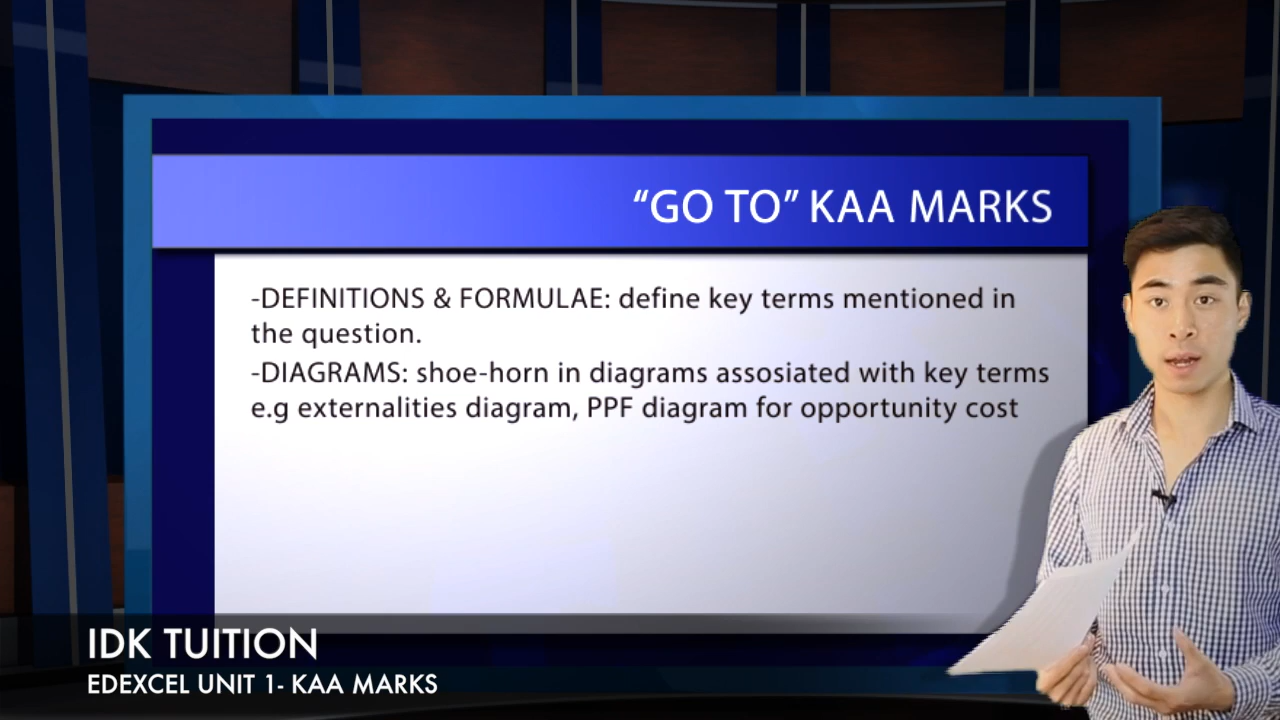 “GO TO” KAA MARKS
-DEFINITIONS & FORMULAE: define key terms mentioned in
the question.
-DIAGRAMS: shoe-horn in diagrams assosiated with key terms
e.g externalities diagram, PPF diagram for opportunity cost
IDK TUITION
EDEXCEL UNIT 1- KAA MARKS